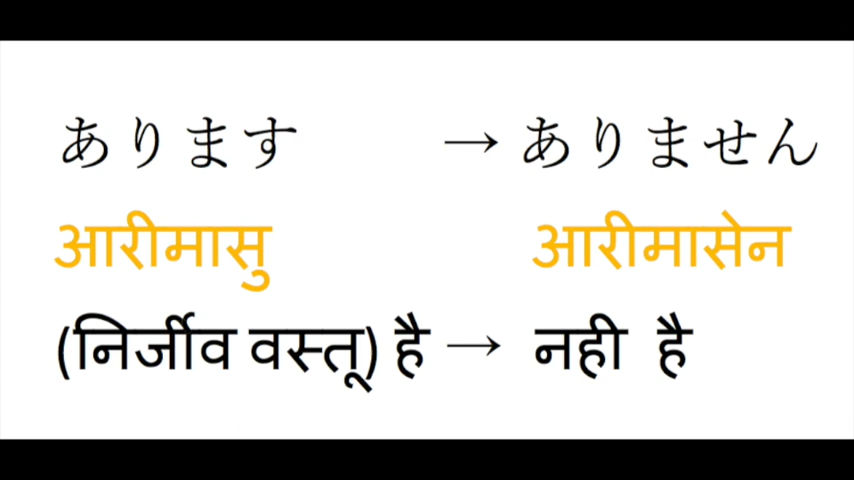 あります → ありません
आरीमासु आरीमासेन
(निर्जीव वस्तू) है → नही है